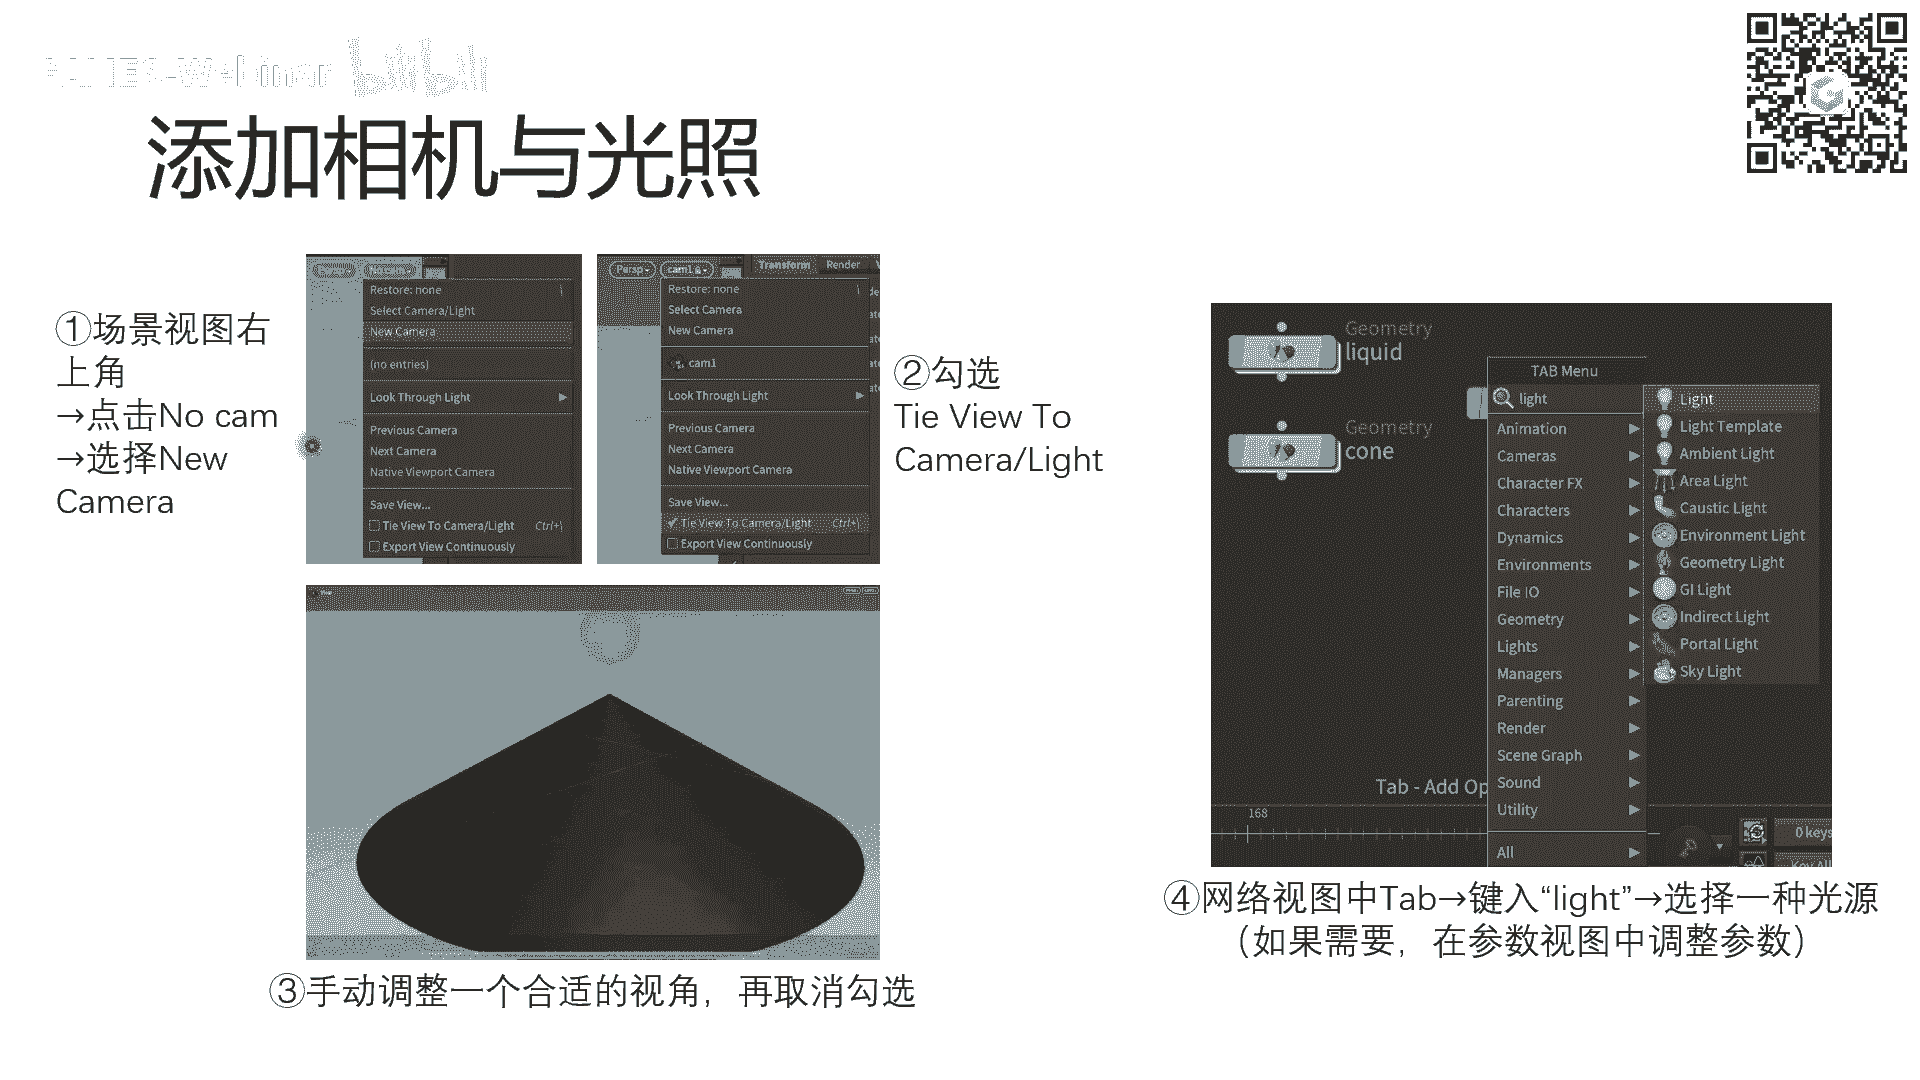 GAMES-Webinar bilibili
添加相机与光照
①场景视图右
上角
→点击No cam
→选择New
Camera
Persp No cam
Restore: none \
Select Camera/Light
New Camera
(no entries)
Look Through Light
Previous Camera
Next Camera
Native Viewport Camera
Save View...
Tie View To Camera/Light Ctrl+\
Export View Continuously
Persp cam1 Transform Render
Restore: none \
Select Camera
New Camera
cam1
Look Through Light
Previous Camera
Next Camera
Native Viewport Camera
Save View...
Tie View To Camera/Light Ctrl+\
Export View Continuously
②勾选
Tie View To
Camera/Light
③手动调整一个合适的视角，再取消勾选
Geometry
liquid
Geometry
cone
TAB Menu
light
Animation
Cameras
Character FX
Characters
Dynamics
Environments
File IO
Geometry
Lights
Managers
Parenting
Render
Scene Graph
Sound
Utility
All
Light
Light Template
Ambient Light
Area Light
Caustic Light
Environment Light
Geometry Light
GI Light
Indirect Light
Portal Light
Sky Light
Tab - Add Op
168
0 keys
Key All
④网络视图中Tab→键入“light”→选择一种光源
（如果需要，在参数视图中调整参数）